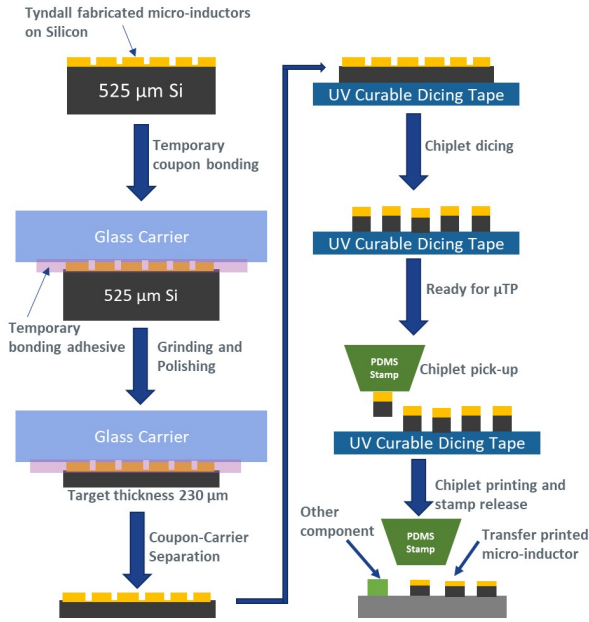 Tyndall fabricated micro-inductors
on Silicon
525 µm Si
Temporary
coupon bonding
Glass Carrier
525 µm Si
Temporary
bonding adhesive
Grinding and
Polishing
Glass Carrier
Target thickness 230 µm
Coupon-Carrier
Separation
UV Curable Dicing Tape
Chiplet dicing
UV Curable Dicing Tape
Ready for µTP
PDMS
Stamp
Chiplet pick-up
UV Curable Dicing Tape
Chiplet printing and
stamp release
Other
component
PDMS
Stamp
Transfer printed
micro-inductor